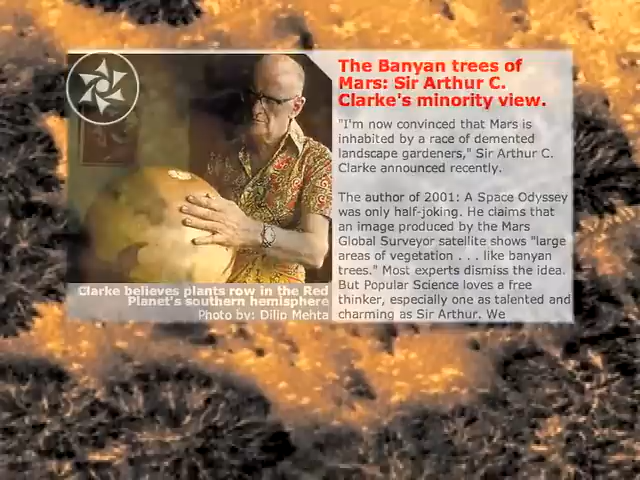 The Banyan trees of
Mars: Sir Arthur C.
Clarke's minority view.
"I'm now convinced that Mars is
inhabited by a race of demented
landscape gardeners," Sir Arthur C.
Clarke announced recently.
The author of 2001: A Space Odyssey
was only half-joking. He claims that
an image produced by the Mars
Global Surveyor satellite shows "large
areas of vegetation . . . like banyan
trees." Most experts dismiss the idea.
But Popular Science loves a free
thinker, especially one as talented and
charming as Sir Arthur. We
Clarke believes plants row in the Red
Planet's southern hemisphere
Photo by: Dilip Mehta